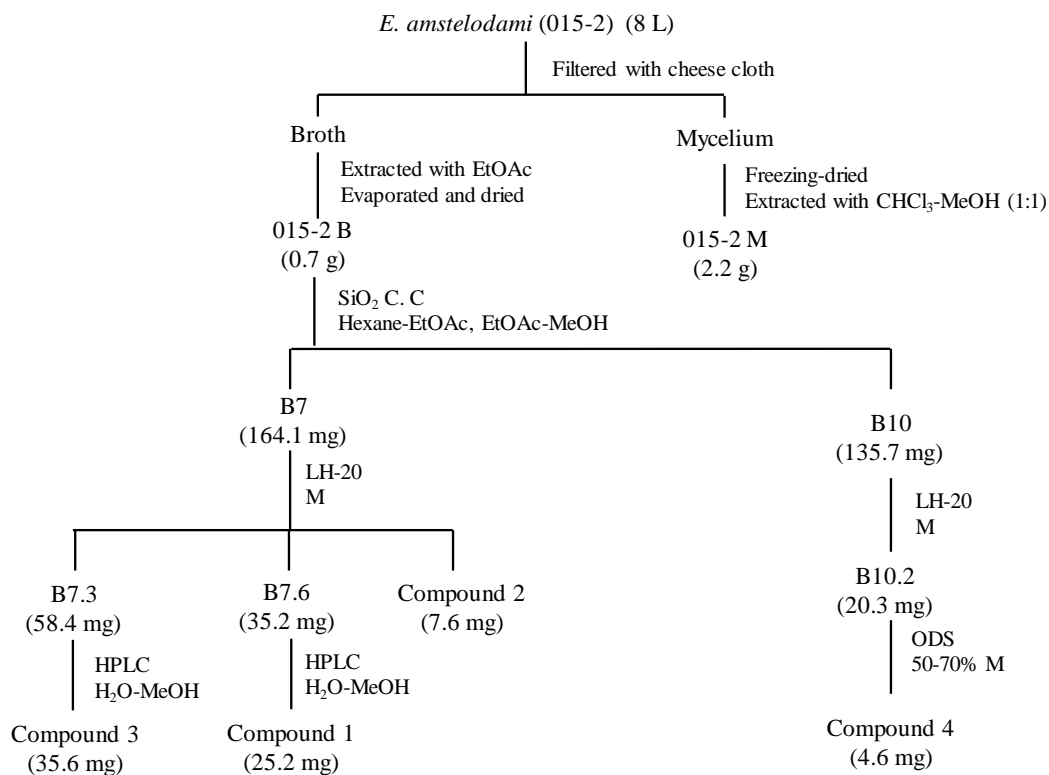 E. amstelodami (015-2) (8 L)
Filtered with cheese cloth
Broth
Mycelium
Extracted with EtOAc
Evaporated and dried
Freezing-dried
Extracted with CHCl₃-MeOH (1:1)
015-2 B
(0.7 g)
015-2 M
(2.2 g)
SiO₂ C. C
Hexane-EtOAc, EtOAc-MeOH
B7
(164.1 mg)
B10
(135.7 mg)
LH-20
M
LH-20
M
B7.3
(58.4 mg)
B7.6
(35.2 mg)
Compound 2
(7.6 mg)
B10.2
(20.3 mg)
HPLC
H₂O-MeOH
HPLC
H₂O-MeOH
ODS
50-70% M
Compound 3
(35.6 mg)
Compound 1
(25.2 mg)
Compound 4
(4.6 mg)